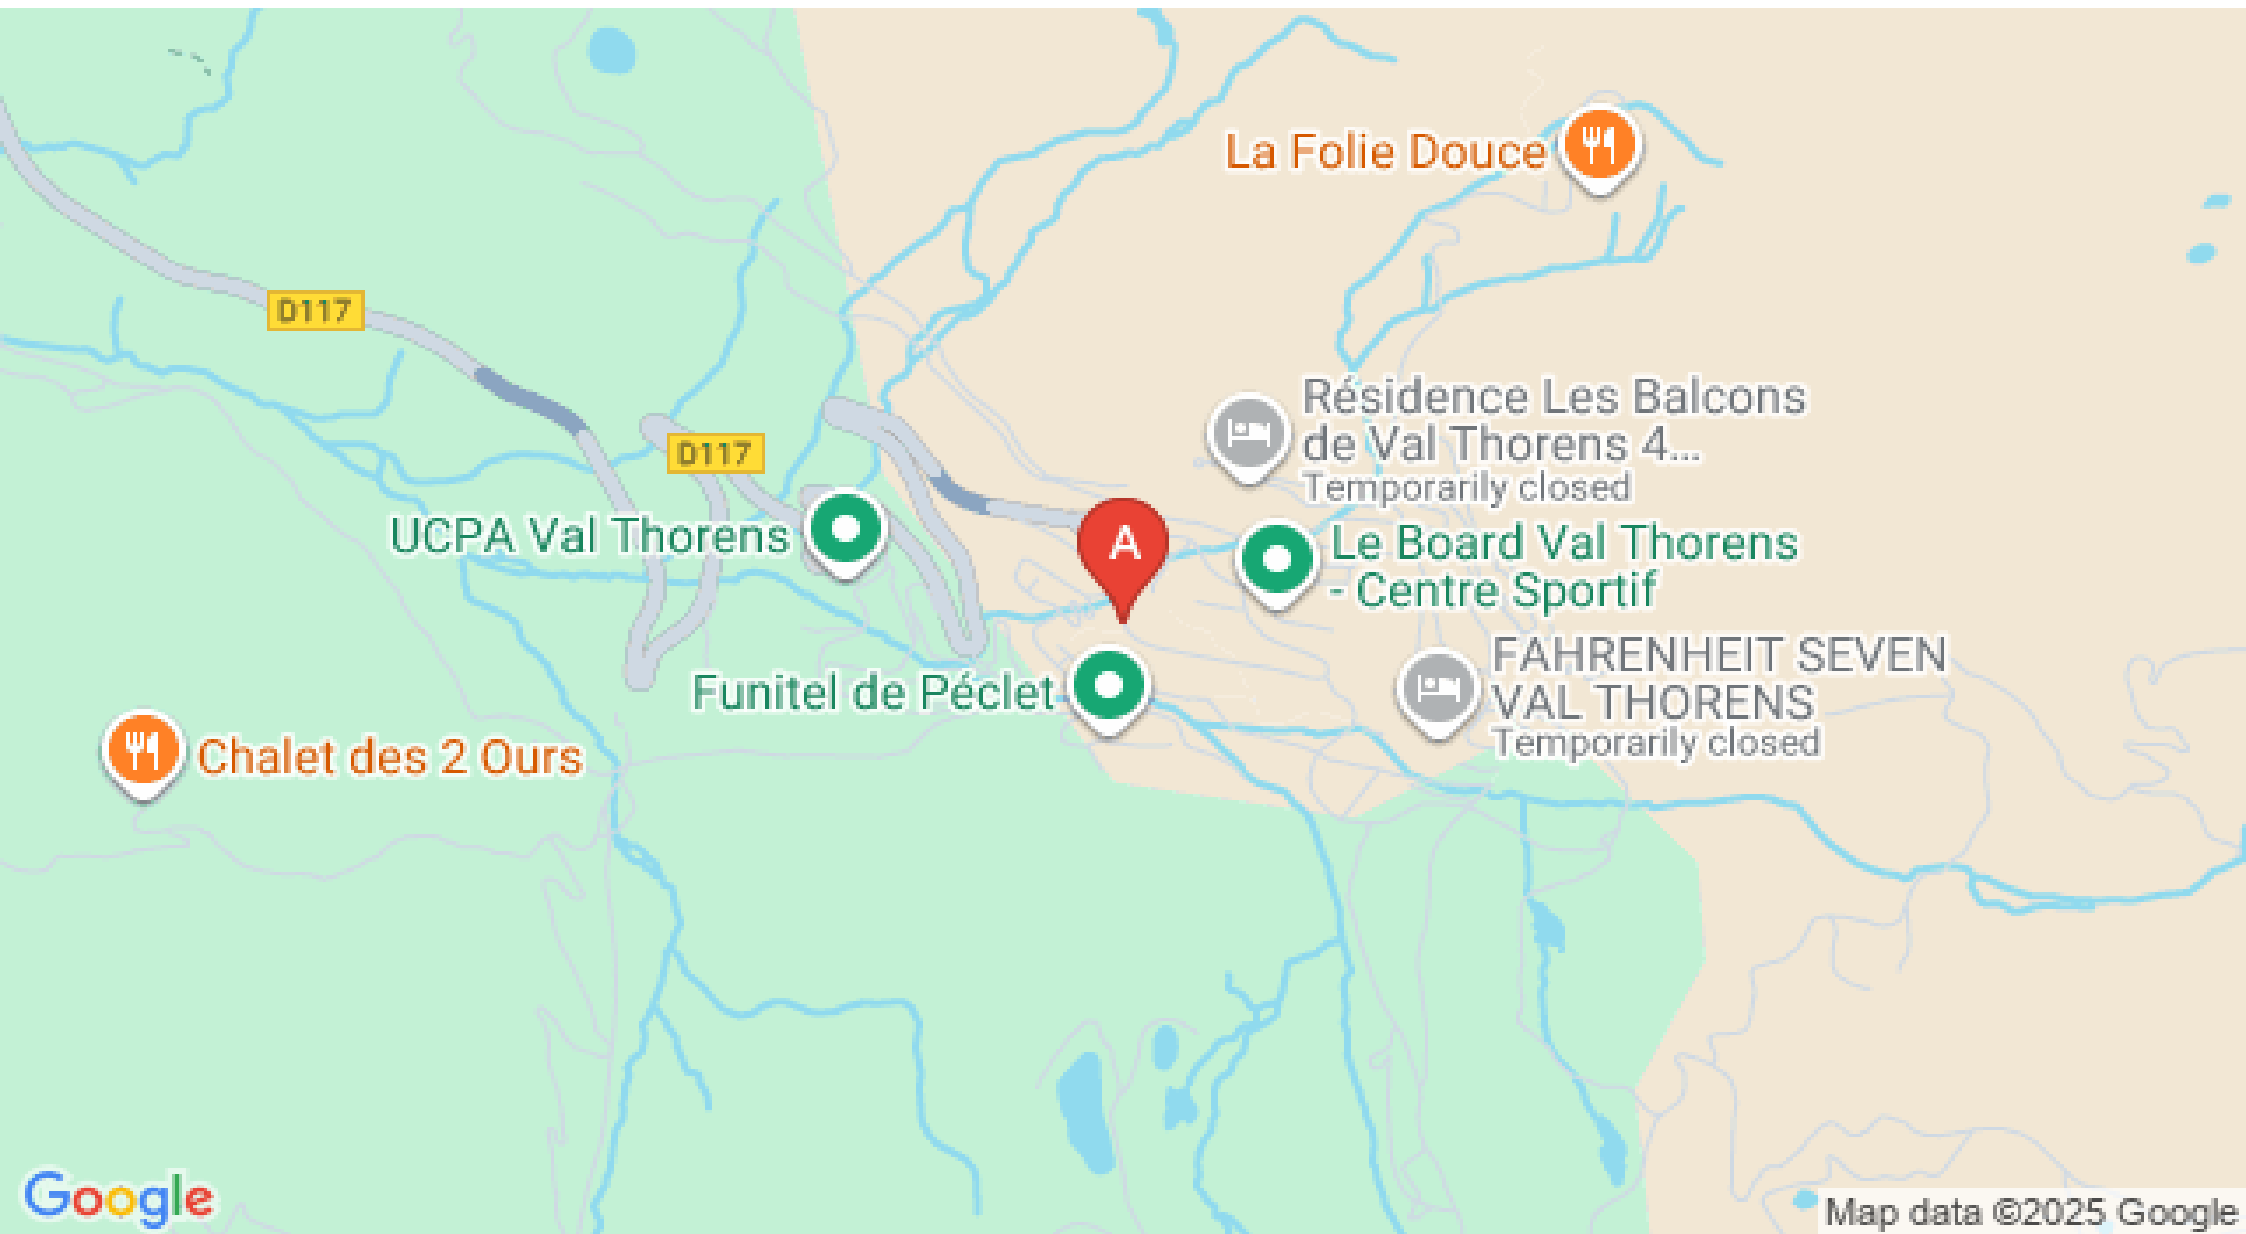 La Folie Douce
D117
Résidence Les Balcons
de Val Thorens 4...
Temporarily closed
D117
UCPA Val Thorens
A
Le Board Val Thorens
- Centre Sportif
Funitel de Péclet
FAHRENHEIT SEVEN
VAL THORENS
Temporarily closed
Chalet des 2 Ours
Google
Map data ©2025 Google